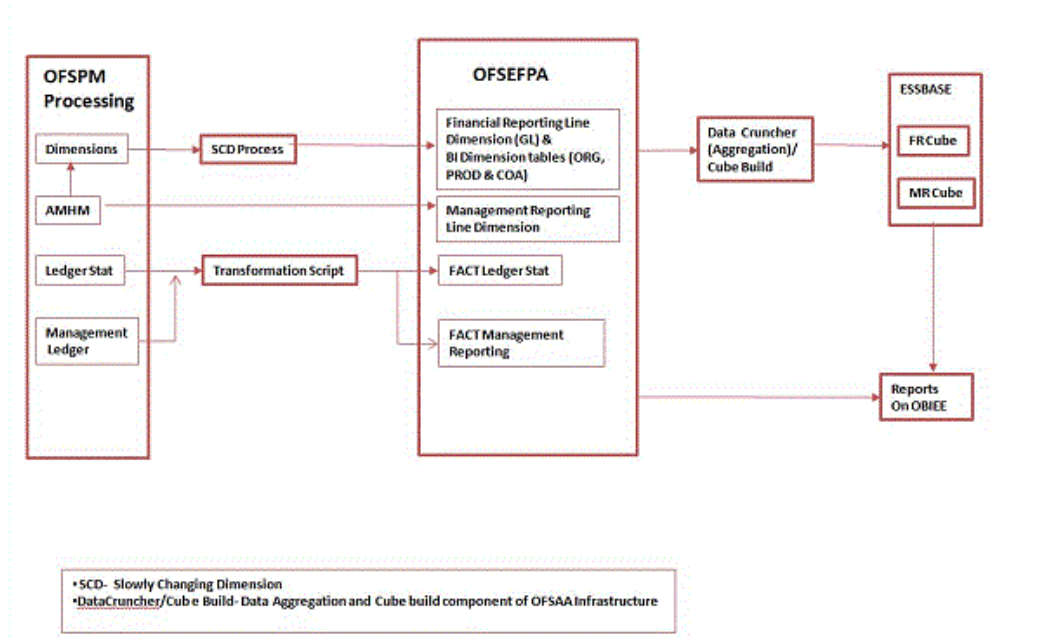 OFSPM
Processing
Dimensions
AMHM
Ledger Stat
Management
Ledger
SCD Process
Transformation Script
OFSEFPA
Financial Reporting Line
Dimension (GL) &
BI Dimension tables (ORG,
PROD & COA)
Management Reporting
Line Dimension
FACT Ledger Stat
FACT Management
Reporting
Data Cruncher
(Aggregation)/
Cube Build
ESSBASE
FR Cube
MR Cube
Reports
On OBIEE
•SCD- Slowly Changing Dimension
•DataCruncher/Cube Build- Data Aggregation and Cube build component of OFSAA Infrastructure